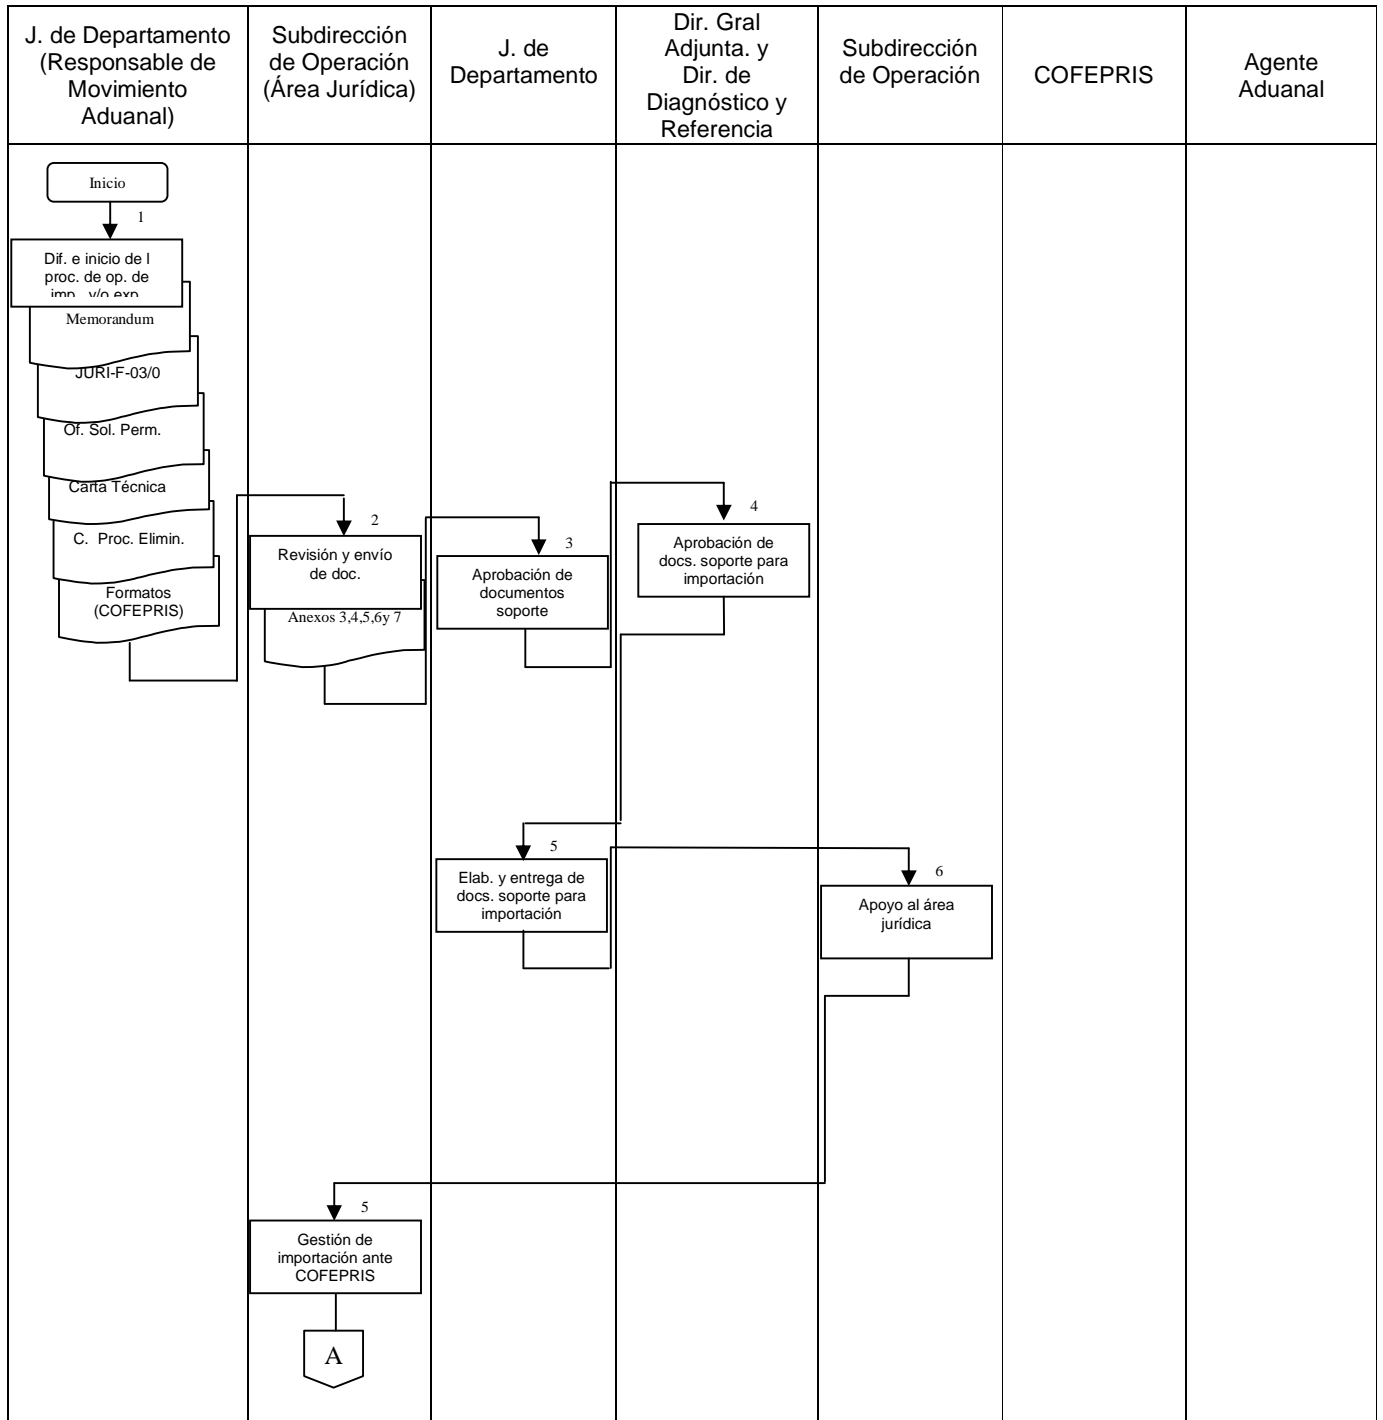 J. de Departamento
(Responsable de
Movimiento
Aduanal)
Subdirección
de Operación
(Área Jurídica)
J. de
Departamento
Dir. Gral
Adjunta. y
Dir. de
Diagnóstico y
Referencia
Subdirección
de Operación
COFEPRIS
Agente
Aduanal
Inicio
1
Dif. e inicio de l
proc. de op. de
imp. y/o exp
Memorandum
JURI-F-03/0
Of. Sol. Perm.
Carta Técnica
C. Proc. Elimin.
Formatos
(COFEPRIS)
2
Revisión y envío
de doc.
Anexos 3,4,5,6y 7
3
Aprobación de
documentos
soporte
4
Aprobación de
docs. soporte para
importación
5
Elab. y entrega de
docs. soporte para
importación
6
Apoyo al área
jurídica
5
Gestión de
importación ante
COFEPRIS
A